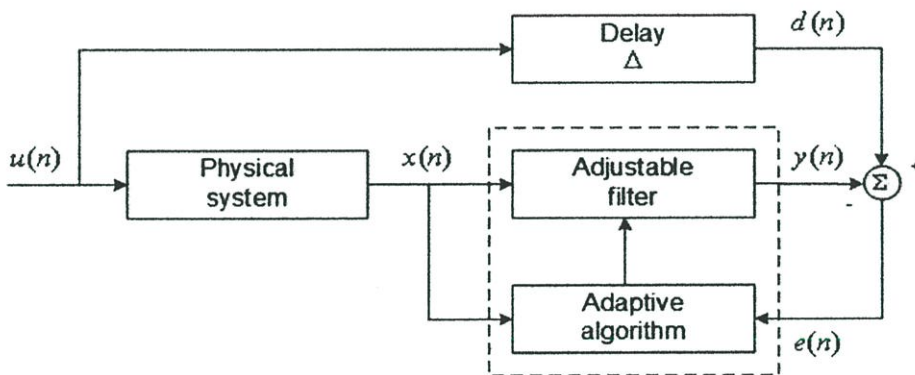 Delay
Δ
d(n)
u(n)
Physical
system
x(n)
Adjustable
filter
y(n)
Σ
-
Adaptive
algorithm
e(n)